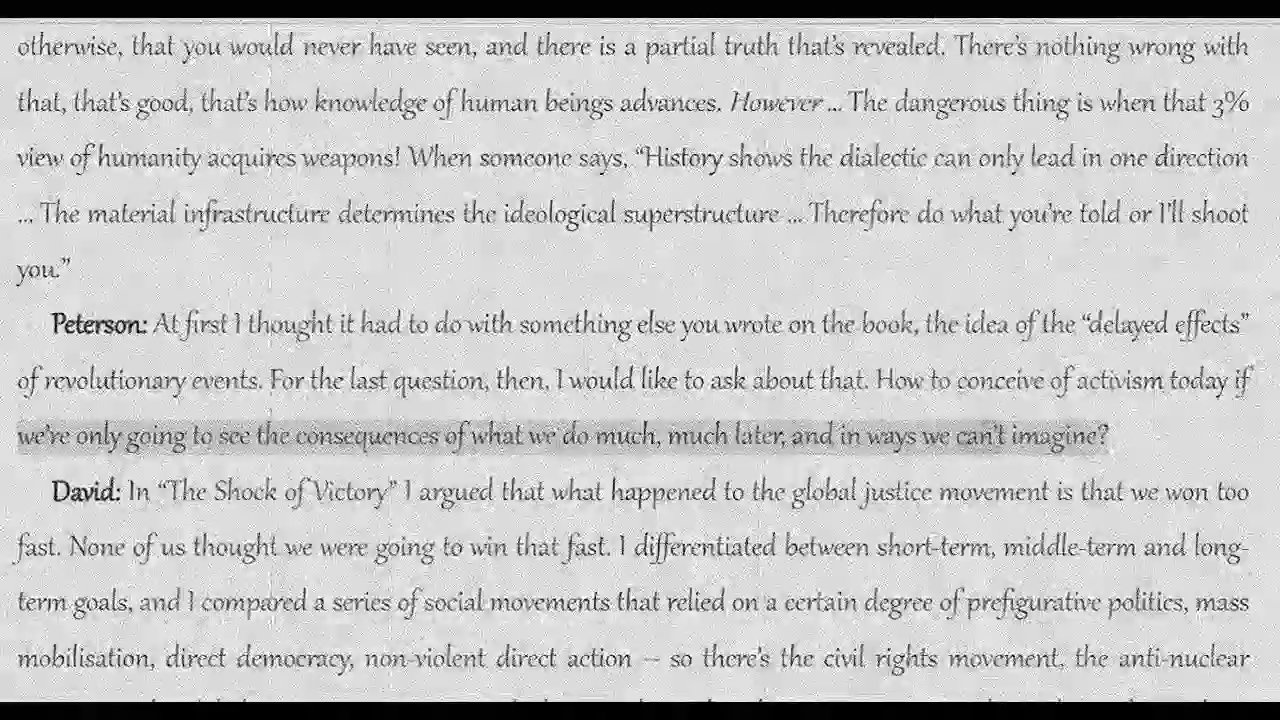 otherwise, that you would never have seen, and there is a partial truth that's revealed. There's nothing wrong with
that, that's good, that's how knowledge of human beings advances. However ... The dangerous thing is when that 3%
view of humanity acquires weapons! When someone says, “History shows the dialectic can only lead in one direction
... The material infrastructure determines the ideological superstructure ... Therefore do what you're told or I'll shoot
you.”
Peterson: At first I thought it had to do with something else you wrote on the book, the idea of the “delayed effects”
of revolutionary events. For the last question, then, I would like to ask about that. How to conceive of activism today if
we're only going to see the consequences of what we do much, much later, and in ways we can't imagine?
David: In “The Shock of Victory” I argued that what happened to the global justice movement is that we won too
fast. None of us thought we were going to win that fast. I differentiated between short-term, middle-term and long-
term goals, and I compared a series of social movements that relied on a certain degree of prefigurative politics, mass
mobilisation, direct democracy, non-violent direct action — so there's the civil rights movement, the anti-nuclear